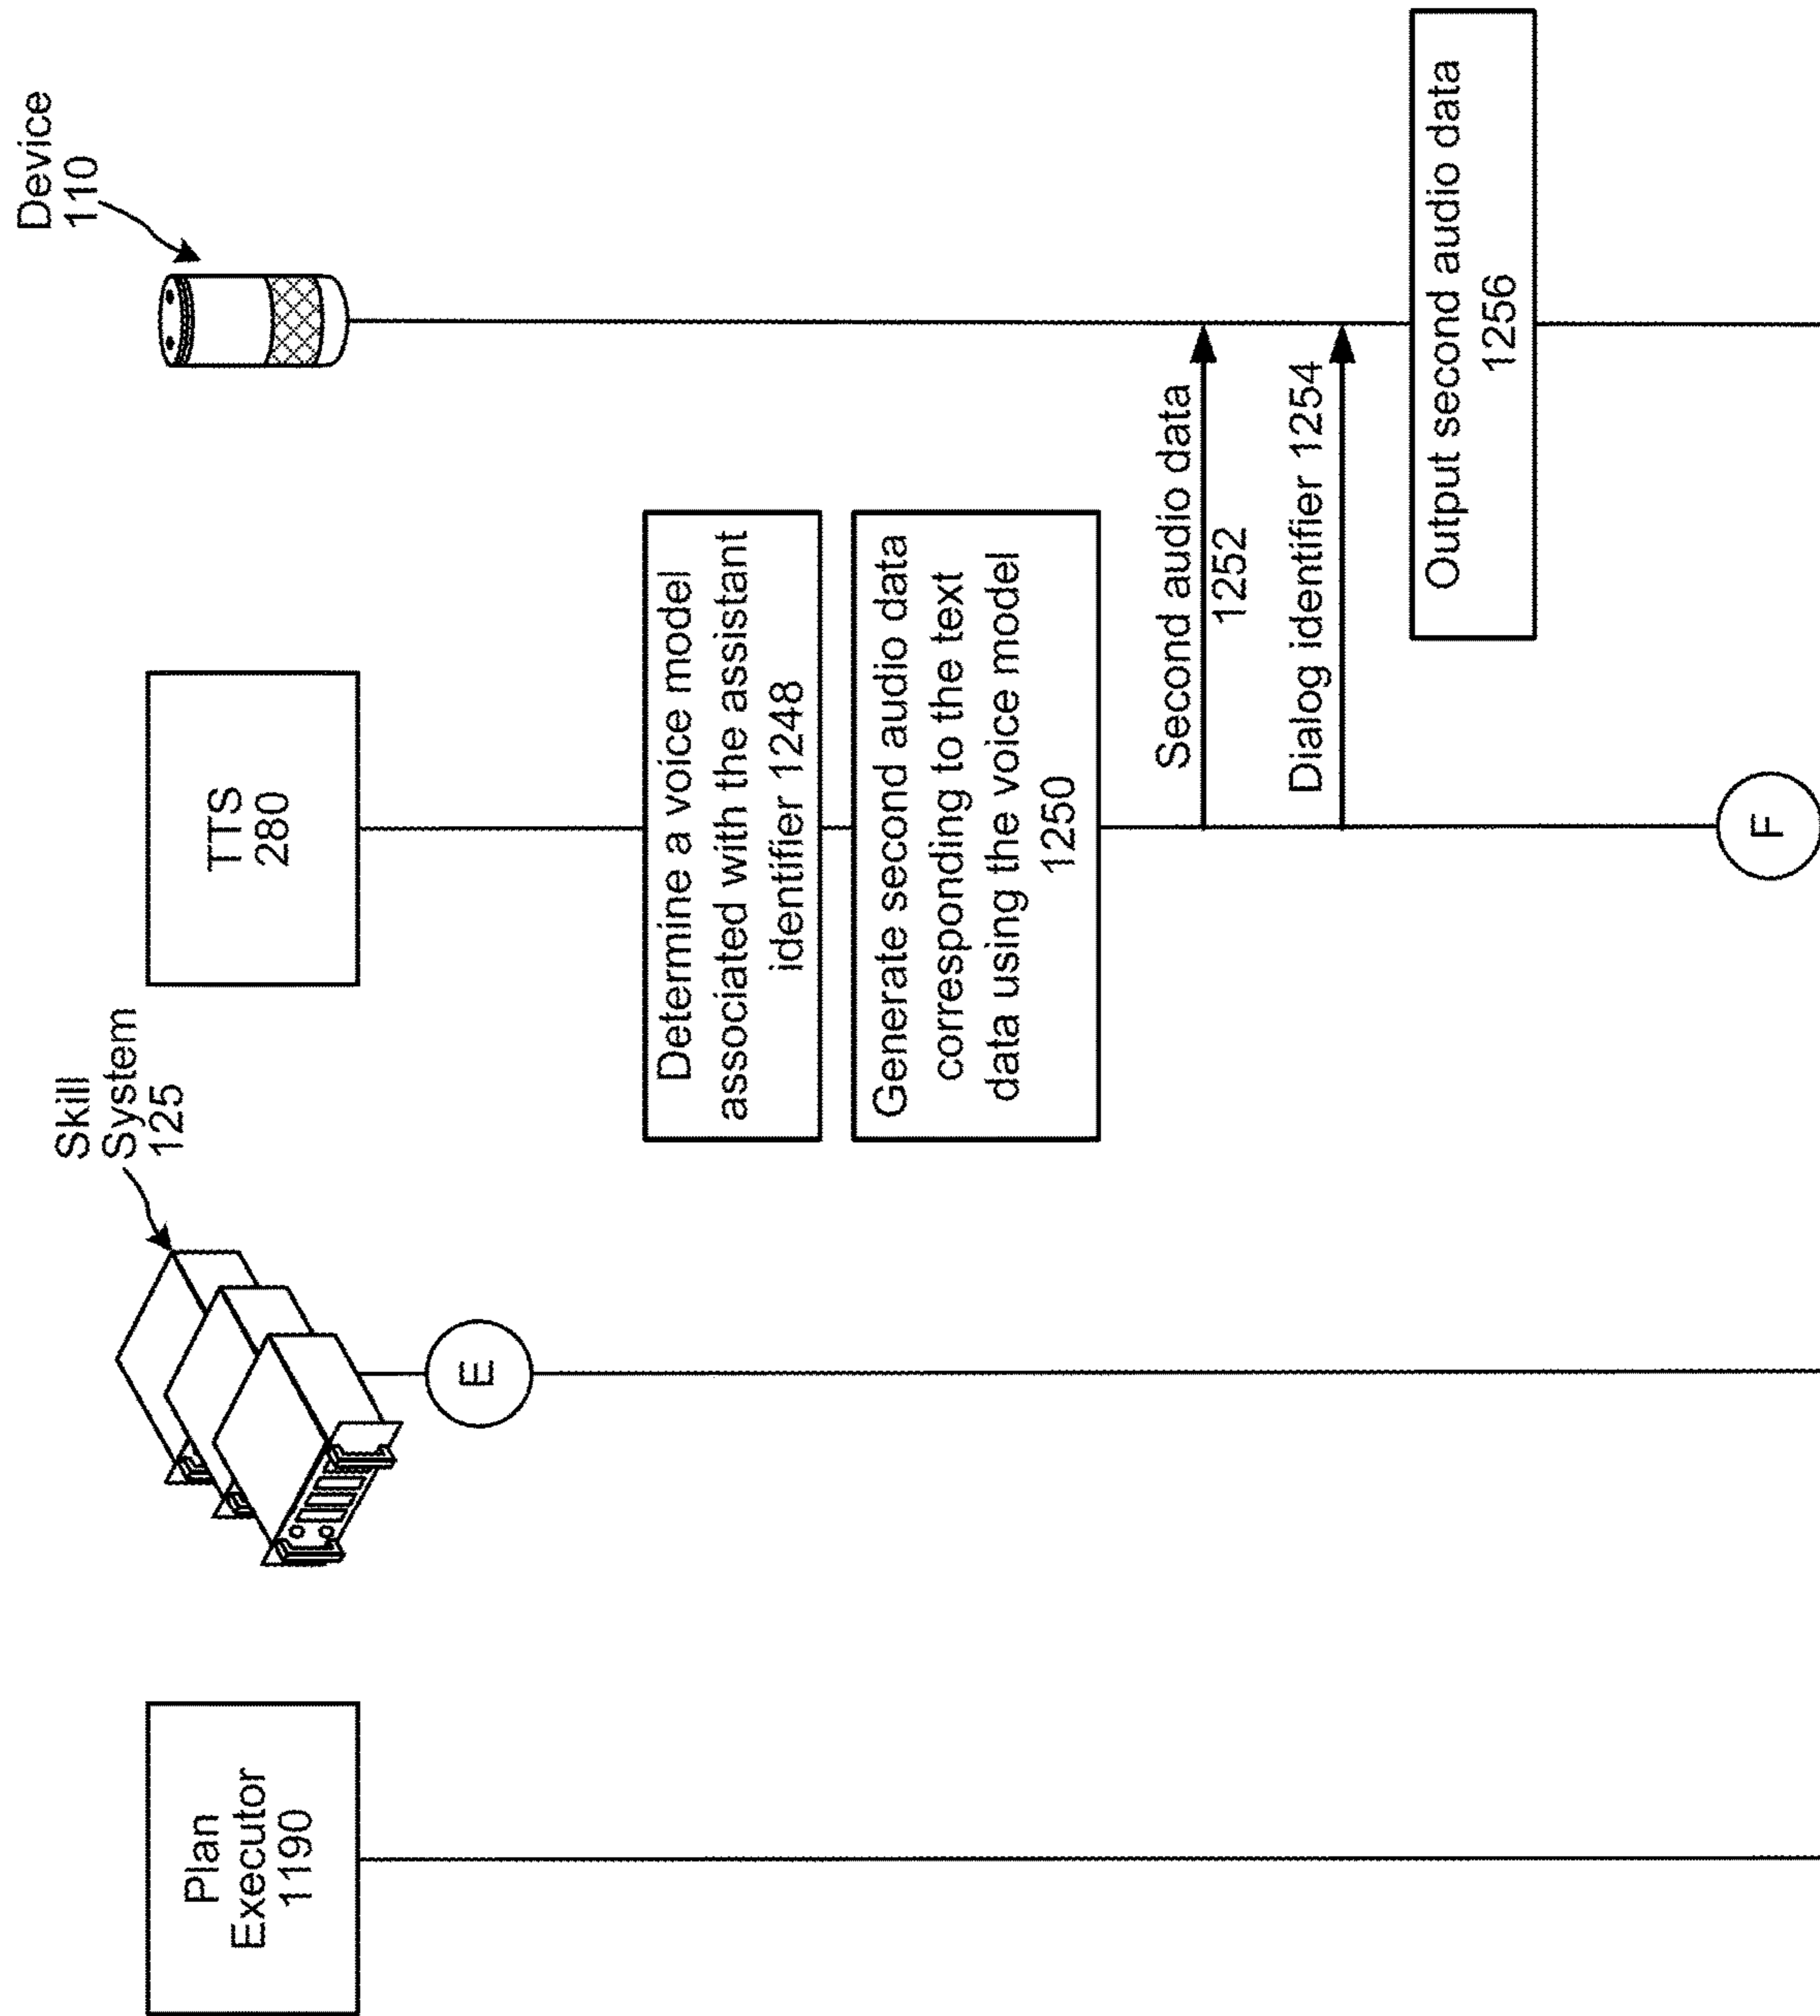 Plan
Executor
1190
Skill
System
125
E
TTS
280
Device
110
Determine a voice model
associated with the assistant
identifier 1248
Generate second audio data
corresponding to the text
data using the voice model
1250
Second audio data
1252
Dialog identifier 1254
Output second audio data
1256
F